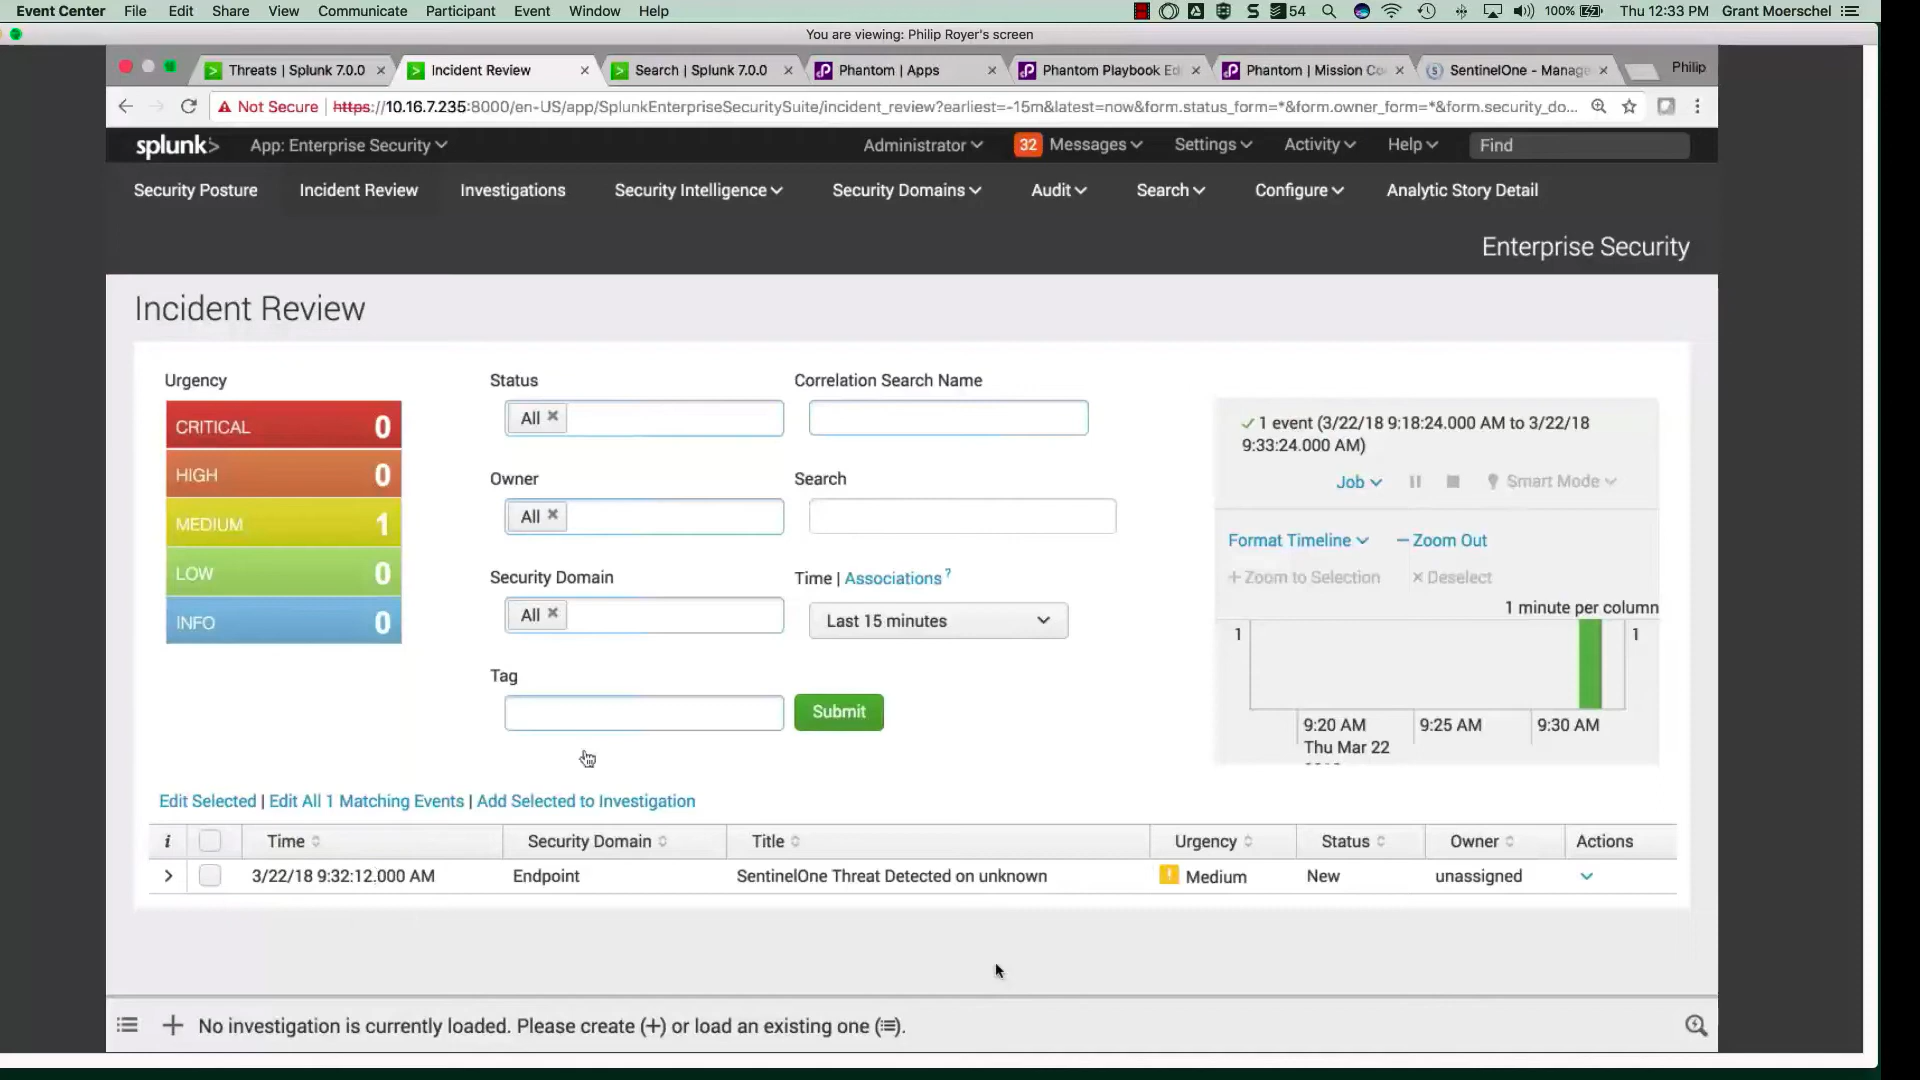 Event Center File Edit Share View Communicate Participant Event Window Help S 54 100% Thu 12:33 PM Grant Moerschel
You are viewing: Philip Royer's screen
Threats | Splunk 7.0.0 Incident Review Search | Splunk 7.0.0 Phantom | Apps Phantom Playbook Ed Phantom | Mission Co SentinelOne - Manage Philip
Not Secure https://10.16.7.235:8000/en-US/app/SplunkEnterpriseSecuritySuite/incident_review?earliest=-15m&latest=now&form.status_form=*&form.owner_form=*&form.security_do...
splunk> App: Enterprise Security Administrator 32 Messages Settings Activity Help Find
Security Posture Incident Review Investigations Security Intelligence Security Domains Audit Search Configure Analytic Story Detail
Enterprise Security
Incident Review
Urgency
CRITICAL 0
HIGH 0
MEDIUM 1
LOW 0
INFO 0
Status
All
Owner
All
Security Domain
All
Tag
Correlation Search Name
Search
Time | Associations ?
Last 15 minutes
Submit
1 event (3/22/18 9:18:24.000 AM to 3/22/18
9:33:24.000 AM)
Job Smart Mode
Format Timeline Zoom Out
+ Zoom to Selection × Deselect
1 minute per column
1 1
9:20 AM 9:25 AM 9:30 AM
Thu Mar 22
Edit Selected | Edit All 1 Matching Events | Add Selected to Investigation
i Time Security Domain Title Urgency Status Owner Actions
3/22/18 9:32:12.000 AM Endpoint SentinelOne Threat Detected on unknown Medium New unassigned
No investigation is currently loaded. Please create (+) or load an existing one (≡).